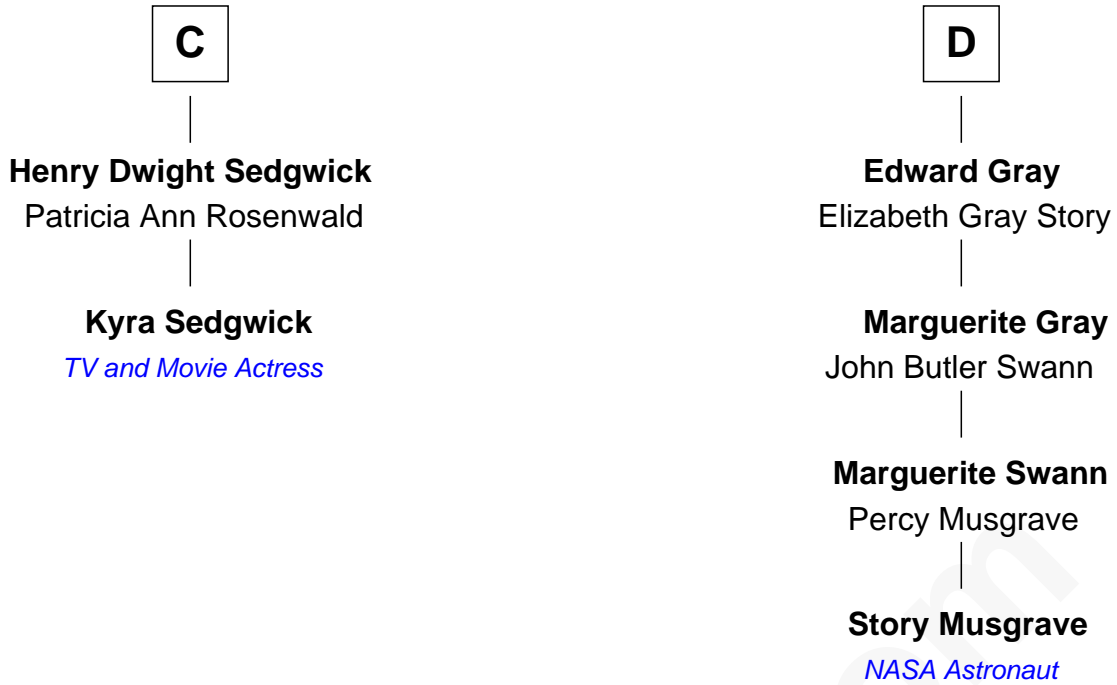 C
Henry Dwight Sedgwick
Patricia Ann Rosenwald
Kyra Sedgwick
TV and Movie Actress
D
Edward Gray
Elizabeth Gray Story
Marguerite Gray
John Butler Swann
Marguerite Swann
Percy Musgrave
Story Musgrave
NASA Astronaut